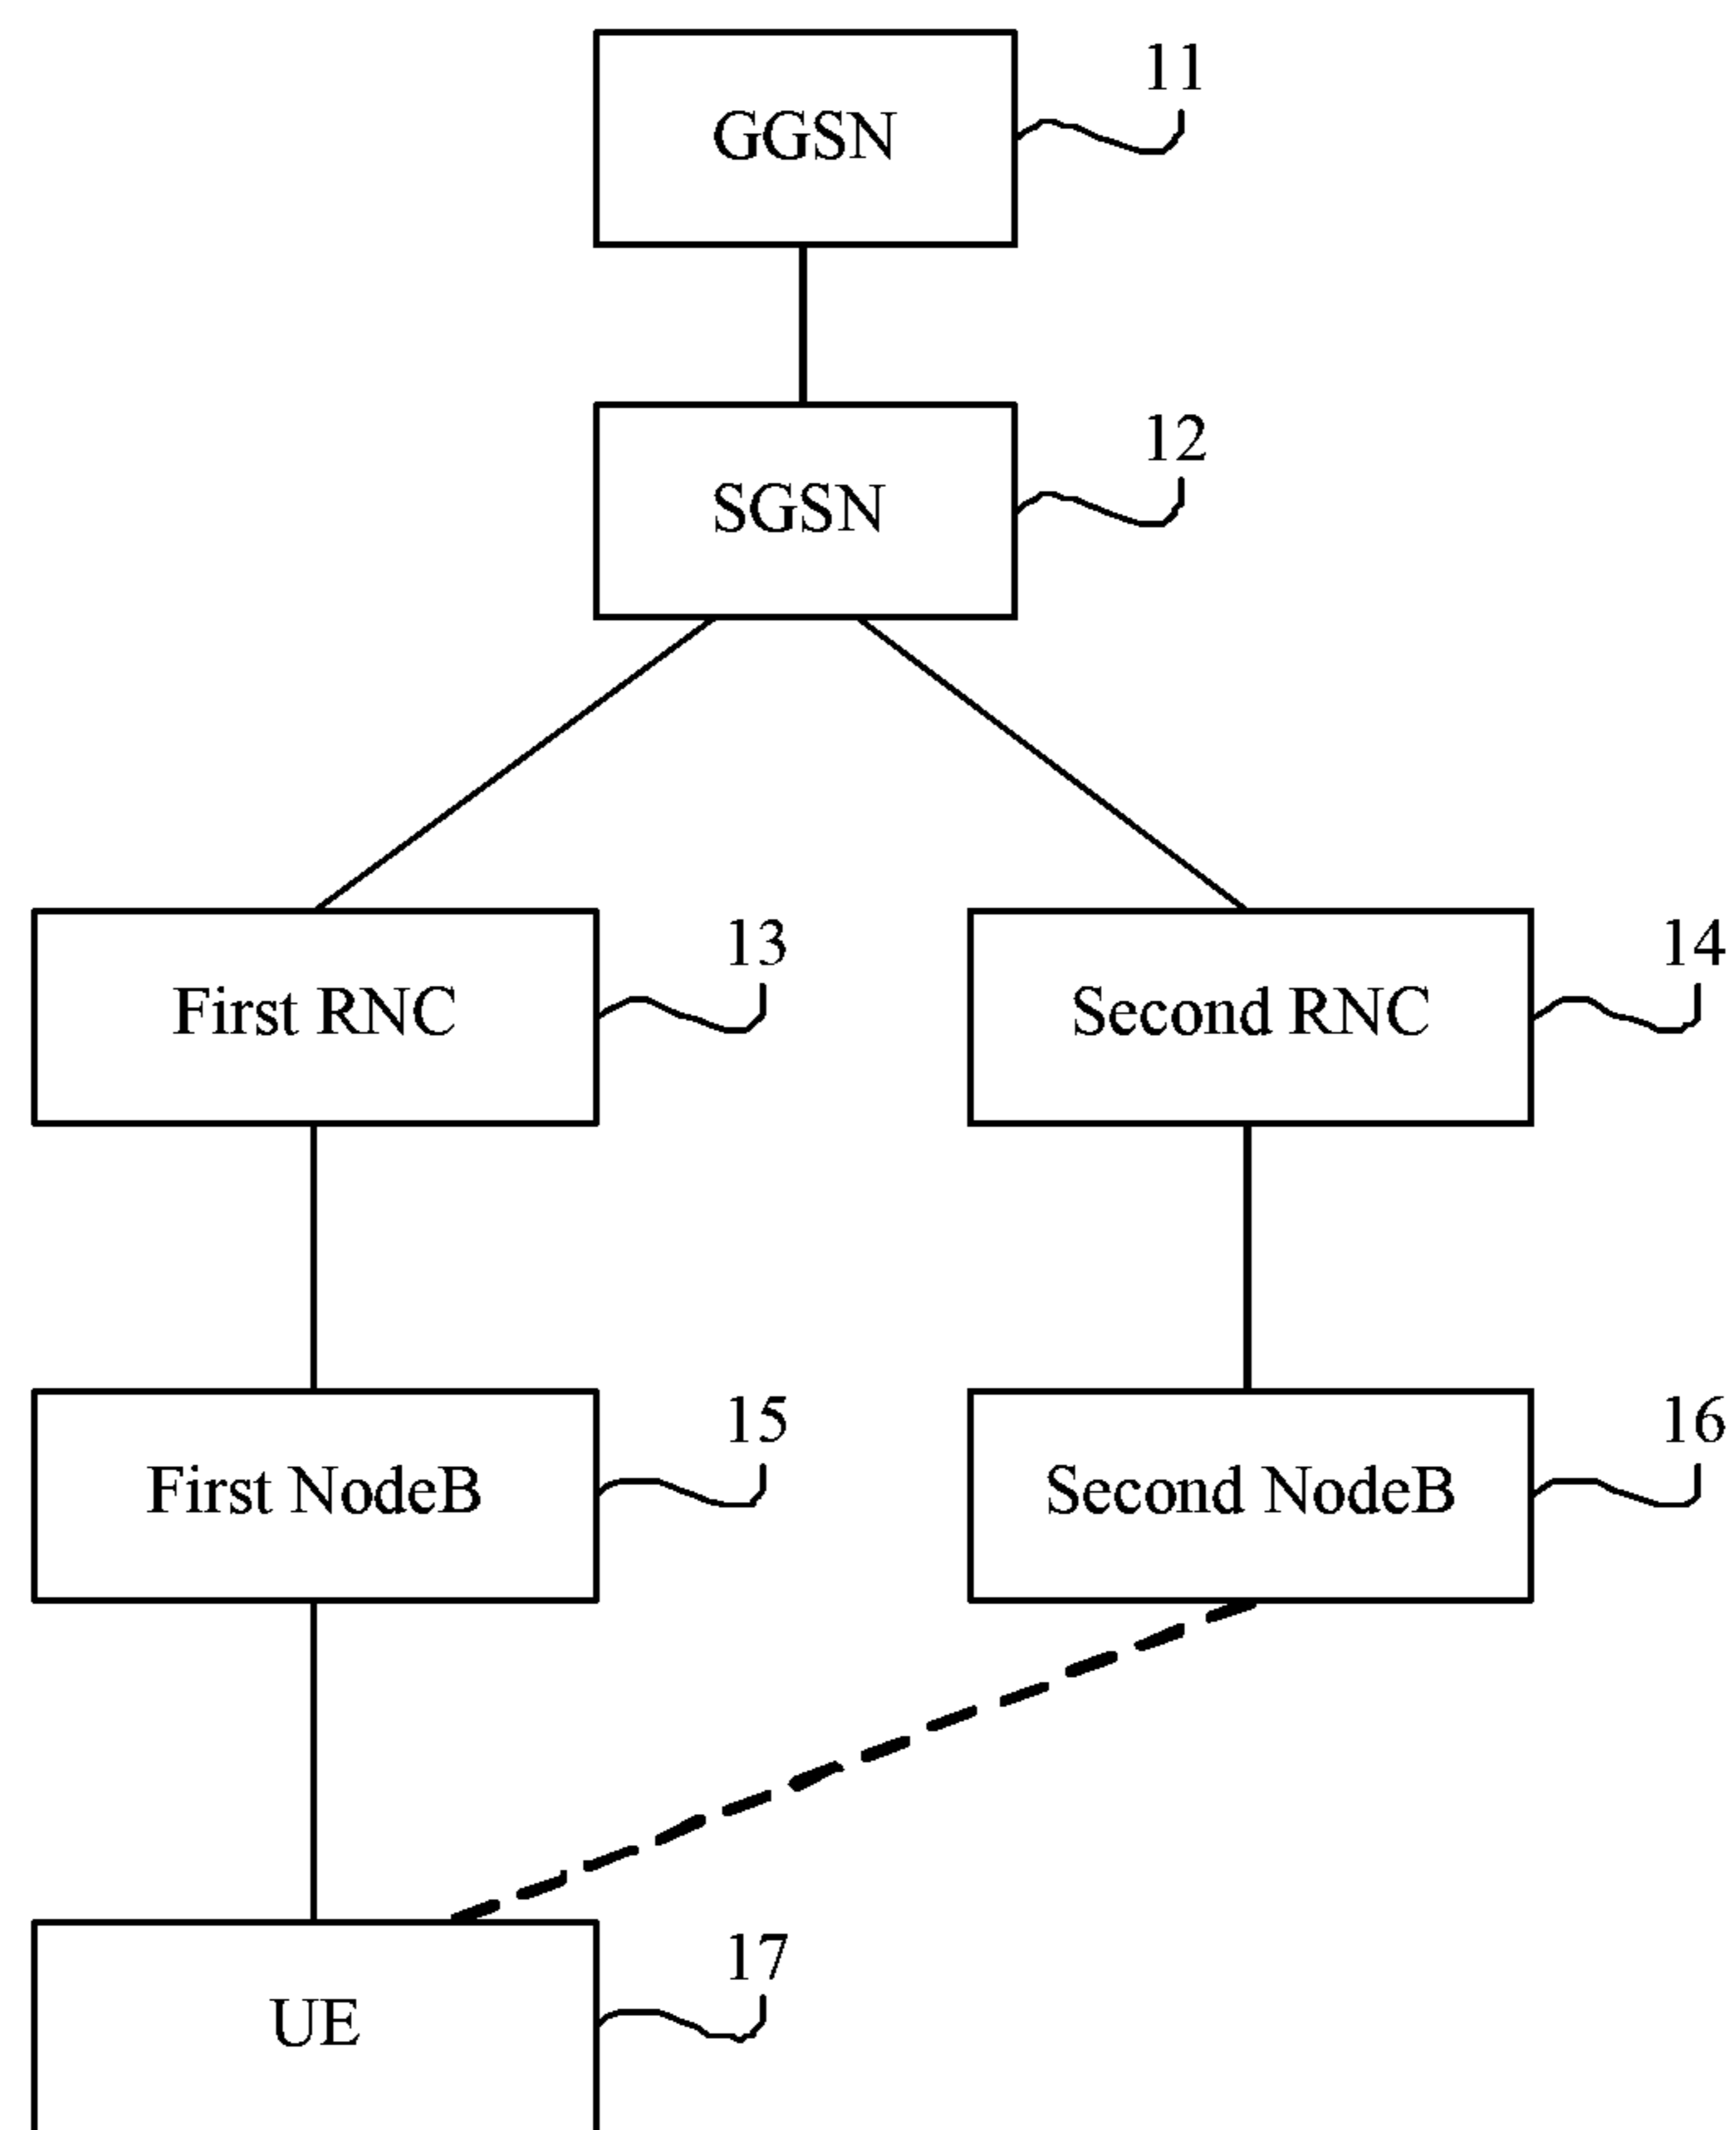 11
GGSN
12
SGSN
13
14
First RNC
Second RNC
15
16
First NodeB
Second NodeB
17
UE